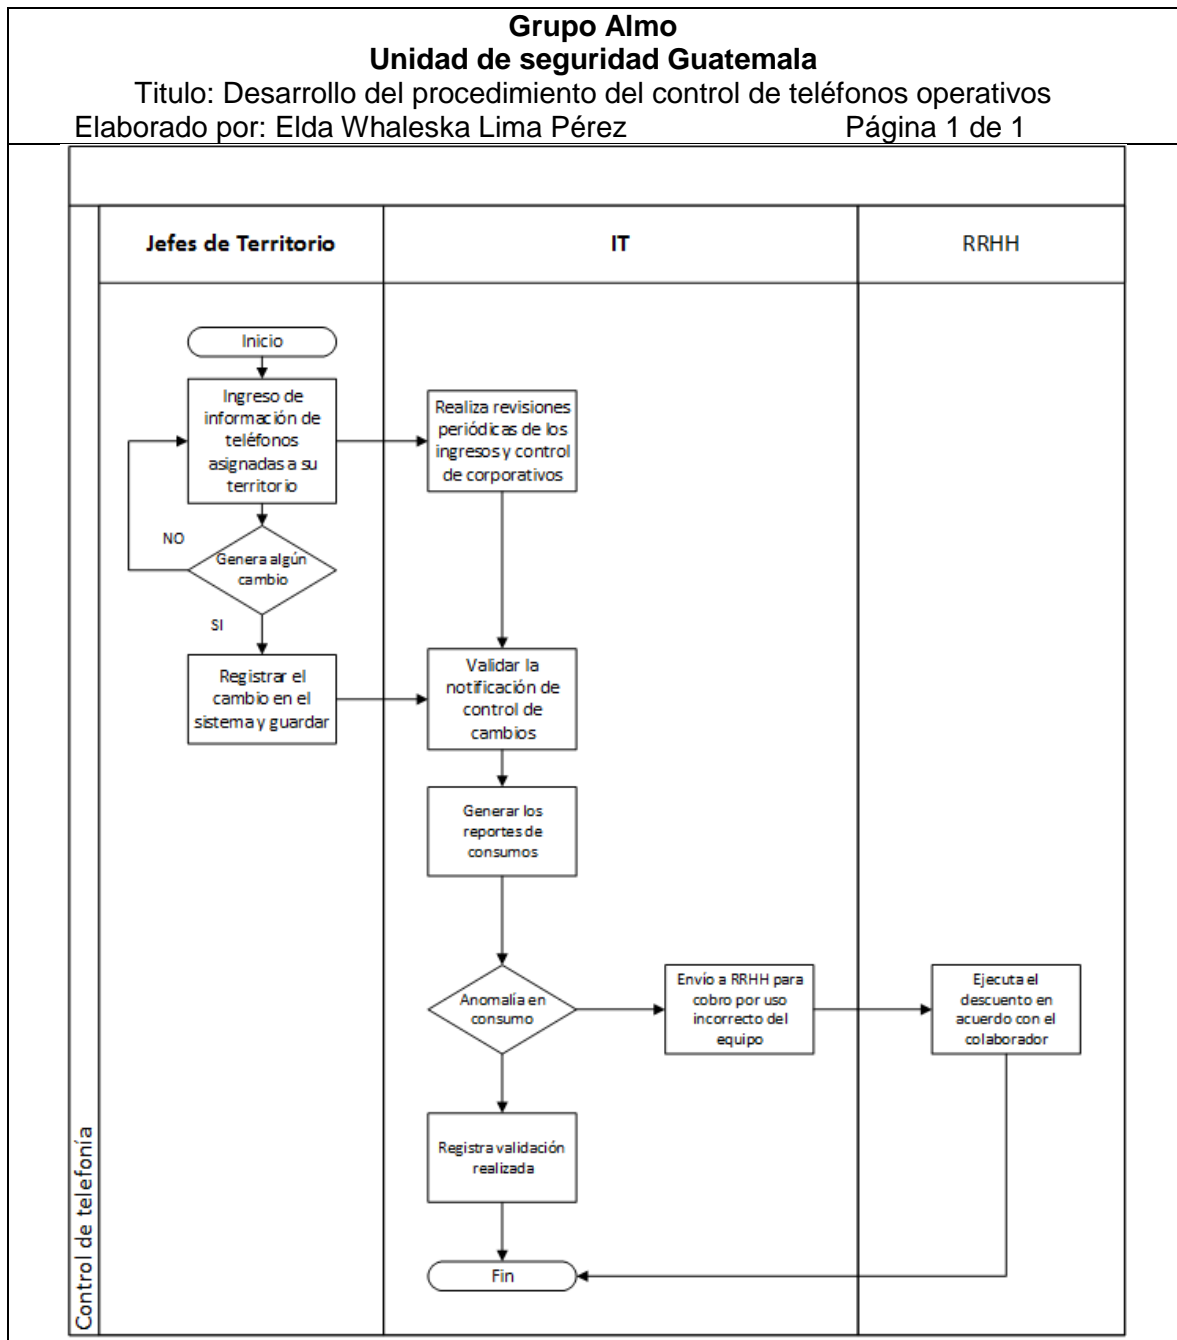 Grupo Almo
Unidad de seguridad Guatemala
Titulo: Desarrollo del procedimiento del control de teléfonos operativos
Elaborado por: Elda Whaleska Lima Pérez Página 1 de 1
Jefes de Territorio
IT
RRHH
Inicio
Ingreso de
información de
teléfonos
asignadas a su
territorio
Realiza revisiones
periódicas de los
ingresos y control
de corporativos
NO
Genera algún
cambio
SI
Registrar el
cambio en el
sistema y guardar
Validar la
notificación de
control de
cambios
Generar los
reportes de
consumos
Anomalía en
consumo
Envío a RRHH para
cobro por uso
incorrecto del
equipo
Ejecuta el
descuento en
acuerdo con el
colaborador
Registra validación
realizada
Fin
Control de telefonía